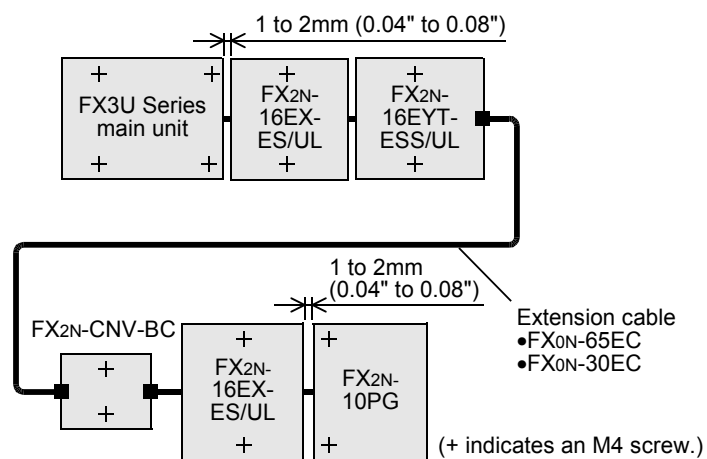 1 to 2mm (0.04" to 0.08")
FX3U Series
main unit
FX2N-
16EX-
ES/UL
FX2N-
16EYT-
ESS/UL
1 to 2mm
(0.04" to 0.08")
FX2N-CNV-BC
FX2N-
16EX-
ES/UL
FX2N-
10PG
Extension cable
•FX0N-65EC
•FX0N-30EC
(+ indicates an M4 screw.)